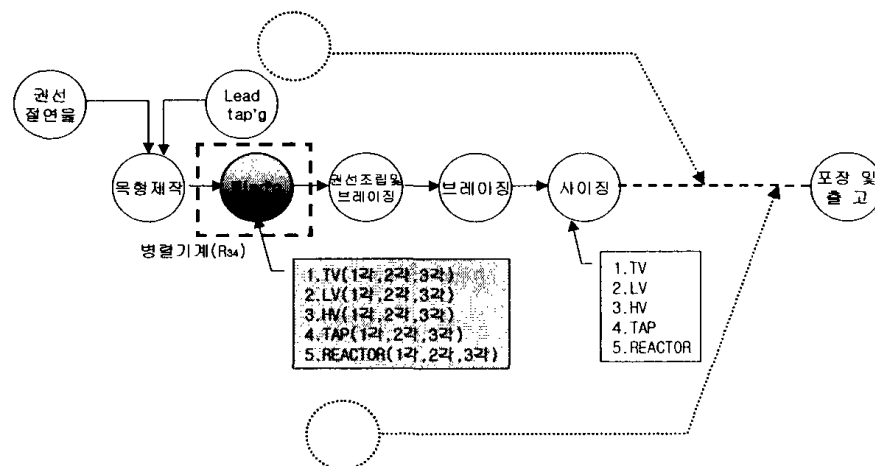 권선
절연물
Lead
tap'g
목형제작
권선조립및
브레이징
브레아징
사이징
포장 및
출 고
병렬기계(R34)
1.TV(1각,2각,3각)
2.LV(1각,2각,3각)
3.HV(1각,2각,3각)
4.TAP(1각,2각,3각)
5.REACTOR(1각,2각,3각)
1.TV
2.LV
3.HV
4.TAP
5.REACTOR